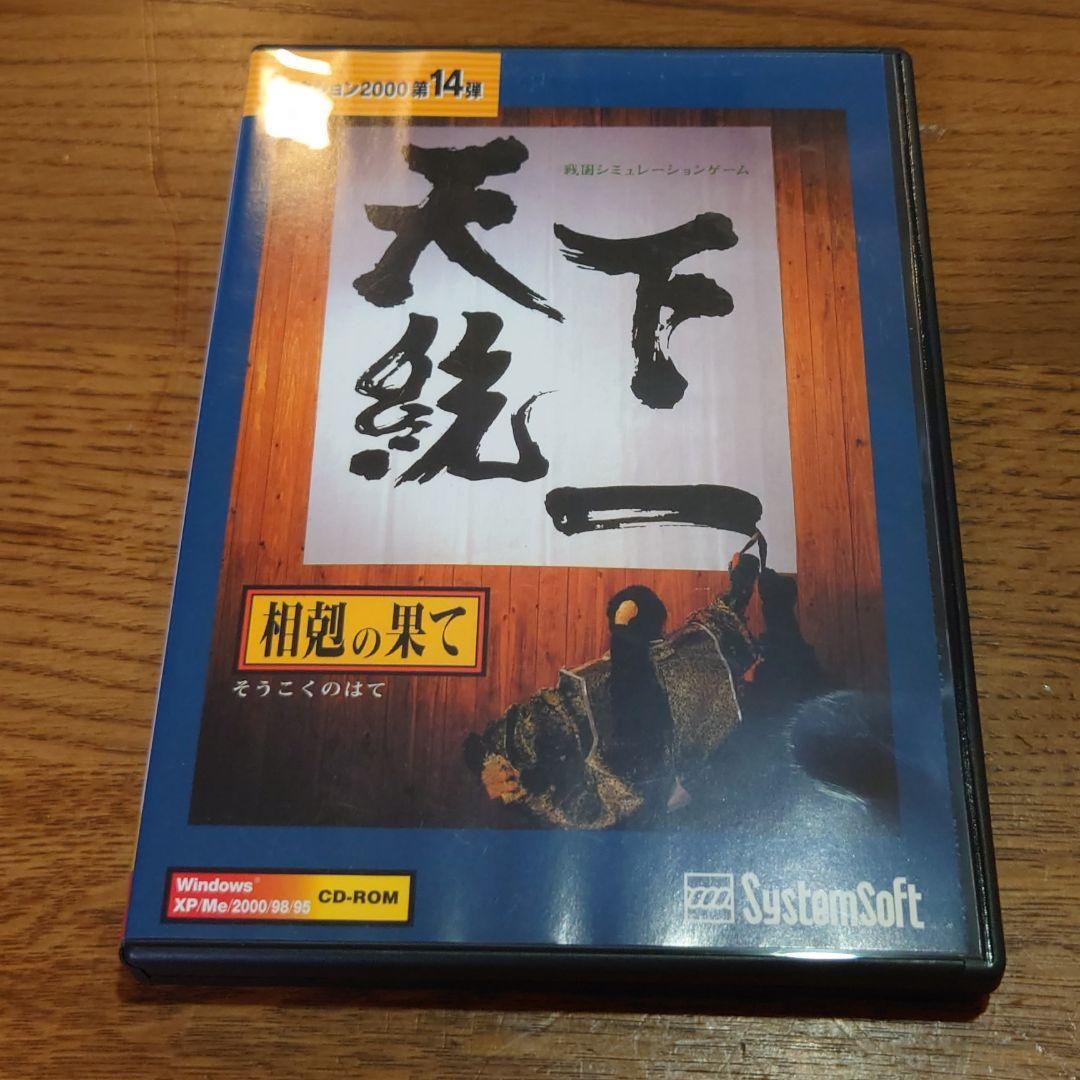 ョン2000 第14弾
戦国シミュレーションゲーム
天下
統一
相剋の果て
そうこくのはて
Windows®
XP/Me/2000/98/95
CD-ROM
SystemSoft